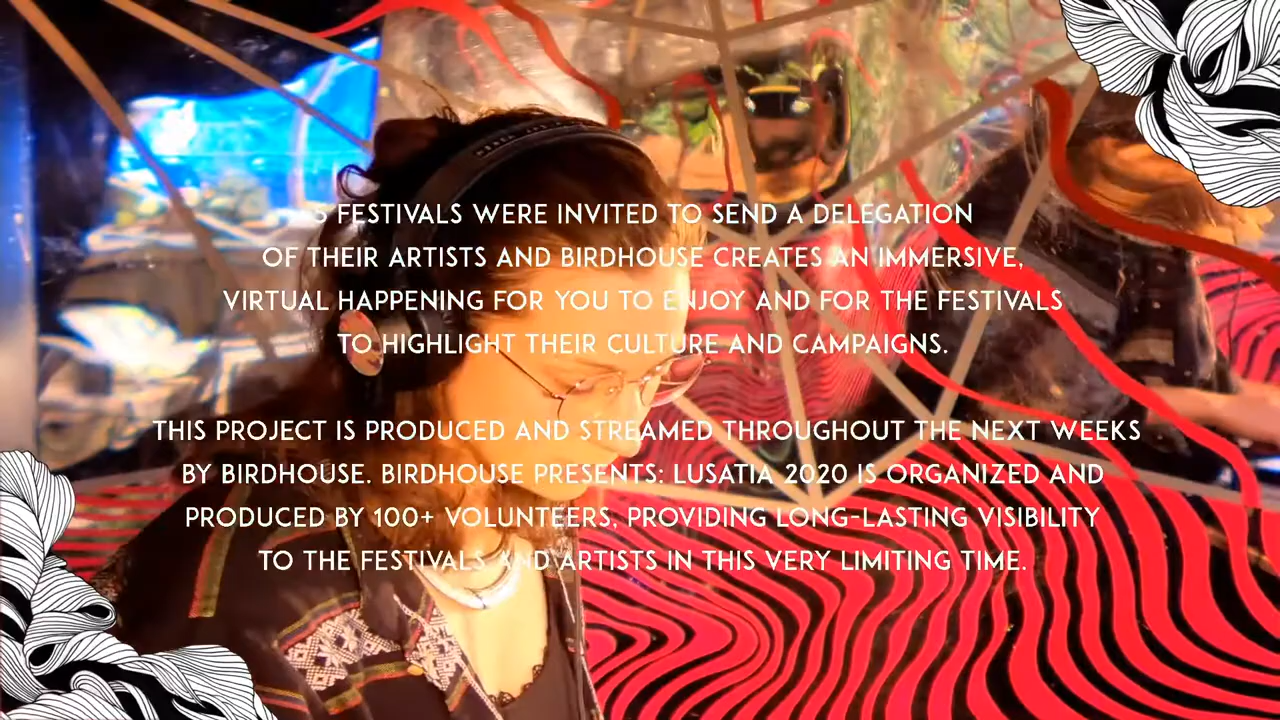 FESTIVALS WERE INVITED TO SEND A DELEGATION
OF THEIR ARTISTS AND BIRDHOUSE CREATES AN IMMERSIVE,
VIRTUAL HAPPENING FOR YOU TO ENJOY AND FOR THE FESTIVALS
TO HIGHLIGHT THEIR CULTURE AND CAMPAIGNS.
THIS PROJECT IS PRODUCED AND STREAMED THROUGHOUT THE NEXT WEEKS
BY BIRDHOUSE. BIRDHOUSE PRESENTS: LUSATIA 2020 IS ORGANIZED AND
PRODUCED BY 100+ VOLUNTEERS, PROVIDING LONG-LASTING VISIBILITY
TO THE FESTIVALS AND ARTISTS IN THIS VERY LIMITING TIME.